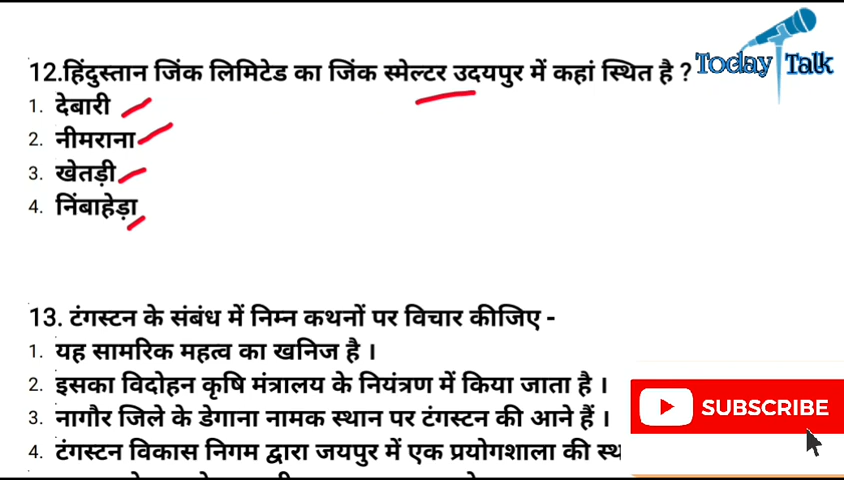 Today Talk
12.हिंदुस्तान जिंक लिमिटेड का जिंक स्मेल्टर उदयपुर में कहां स्थित है ?
1. देबारी
2. नीमराना
3. खेतड़ी
4. निंबाहेड़ा
13. टंगस्टन के संबंध में निम्न कथनों पर विचार कीजिए -
1. यह सामरिक महत्व का खनिज है ।
2. इसका विदोहन कृषि मंत्रालय के नियंत्रण में किया जाता है ।
3. नागौर जिले के डेगाना नामक स्थान पर टंगस्टन की आने हैं ।
4. टंगस्टन विकास निगम द्वारा जयपुर में एक प्रयोगशाला की स्थ
SUBSCRIBE